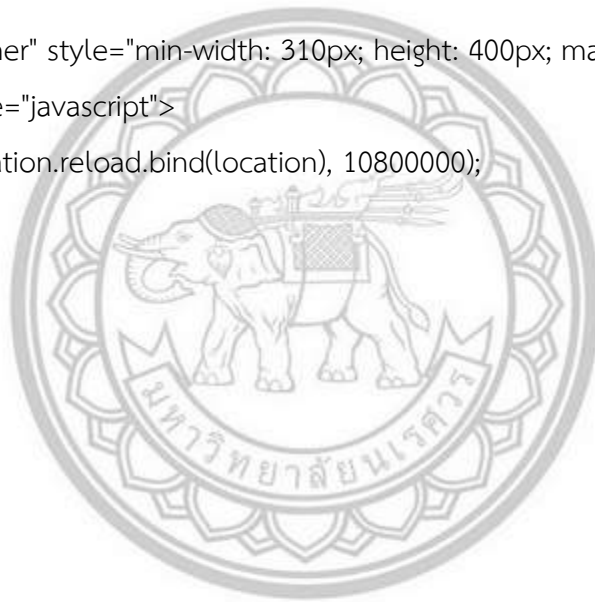 ner" style="min-width: 310px; height: 400px; ma
e="javascript">
ation.reload.bind(location), 10800000);
มหาวิทยาลัยนเรศวร